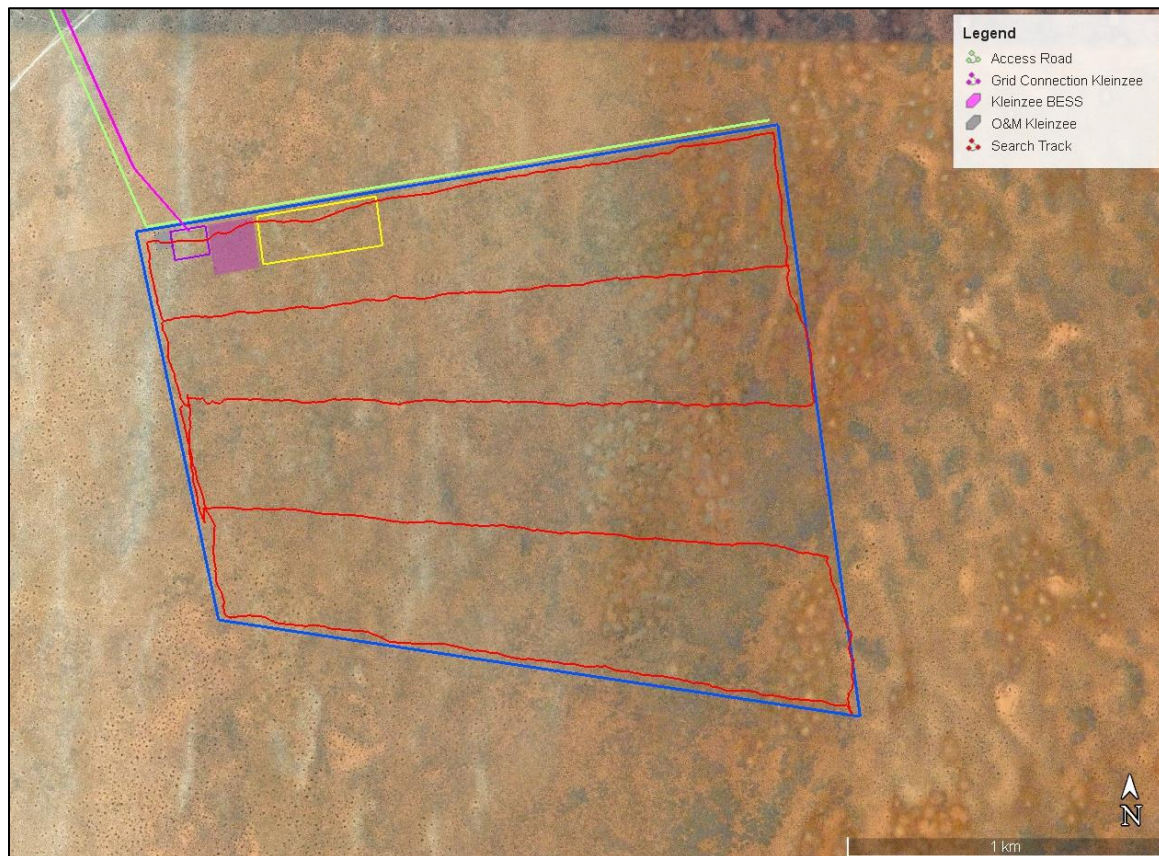 Legend
Access Road
Grid Connection Kleinzee
Kleinzee BESS
O&M Kleinzee
Search Track
N
1 km